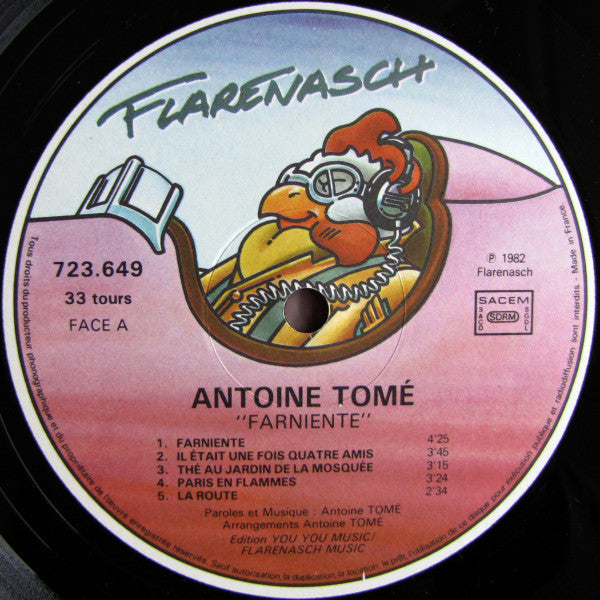 FLARENASCH
723.649
33 tours
FACE A
℗ 1982
Flarenasch
SACEM
SACD
SDRM
SGDL
ANTOINE TOMÉ
"FARNIENTE"
1. FARNIENTE 4'25
2. IL ÉTAIT UNE FOIS QUATRE AMIS 3'45
3. THÉ AU JARDIN DE LA MOSQUÉE 3'15
4. PARIS EN FLAMMES 3'24
5. LA ROUTE 2'34
Paroles et Musique : Antoine TOMÉ
Arrangements Antoine TOMÉ
Edition YOU YOU MUSIC/
FLARENASCH MUSIC
Tous droits du producteur phonographique et du propriétaire de l'œuvre enregistrée réservés. Sauf autorisation la duplication la location le prêt l'utilisation de ce disque pour exécution publique et radiodiffusion sont interdits. - Made in France.